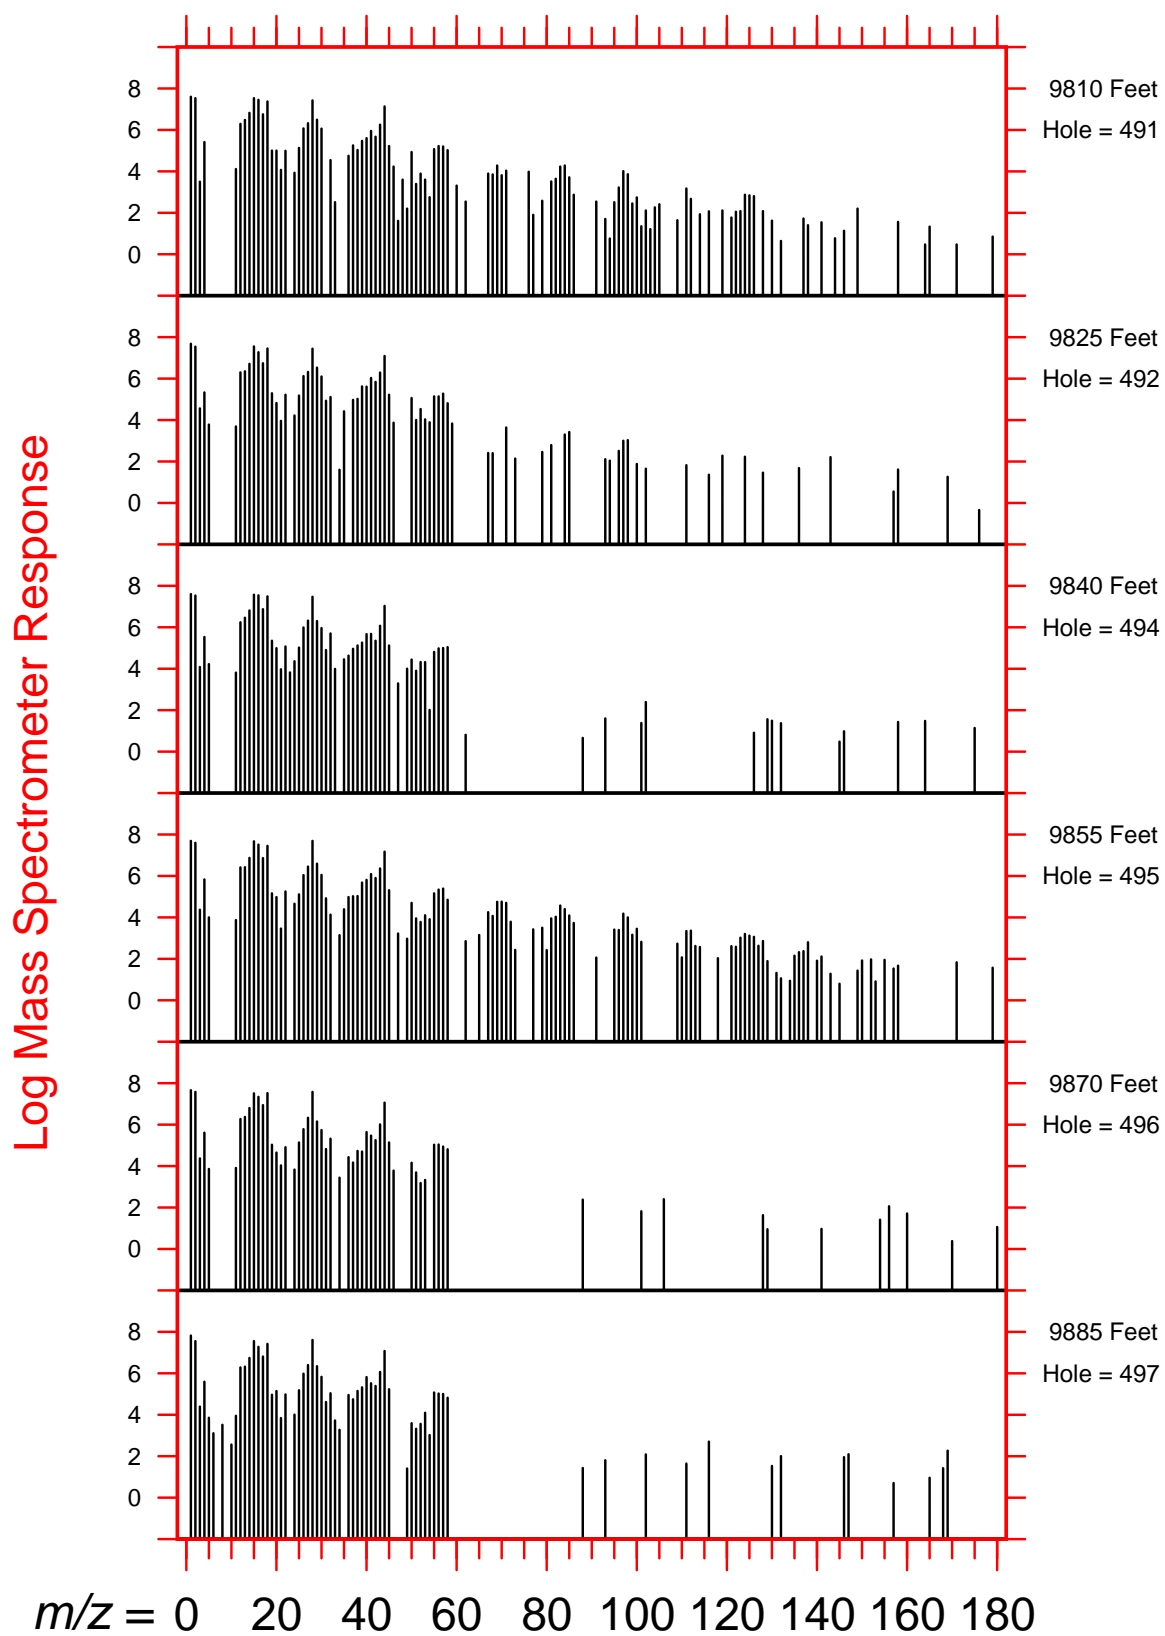 Log Mass Spectrometer Response
8
6
4
2
0
9810 Feet
Hole = 491
8
6
4
2
0
9825 Feet
Hole = 492
8
6
4
2
0
9840 Feet
Hole = 494
8
6
4
2
0
9855 Feet
Hole = 495
8
6
4
2
0
9870 Feet
Hole = 496
8
6
4
2
0
9885 Feet
Hole = 497
m/z = 0 20 40 60 80 100 120 140 160 180